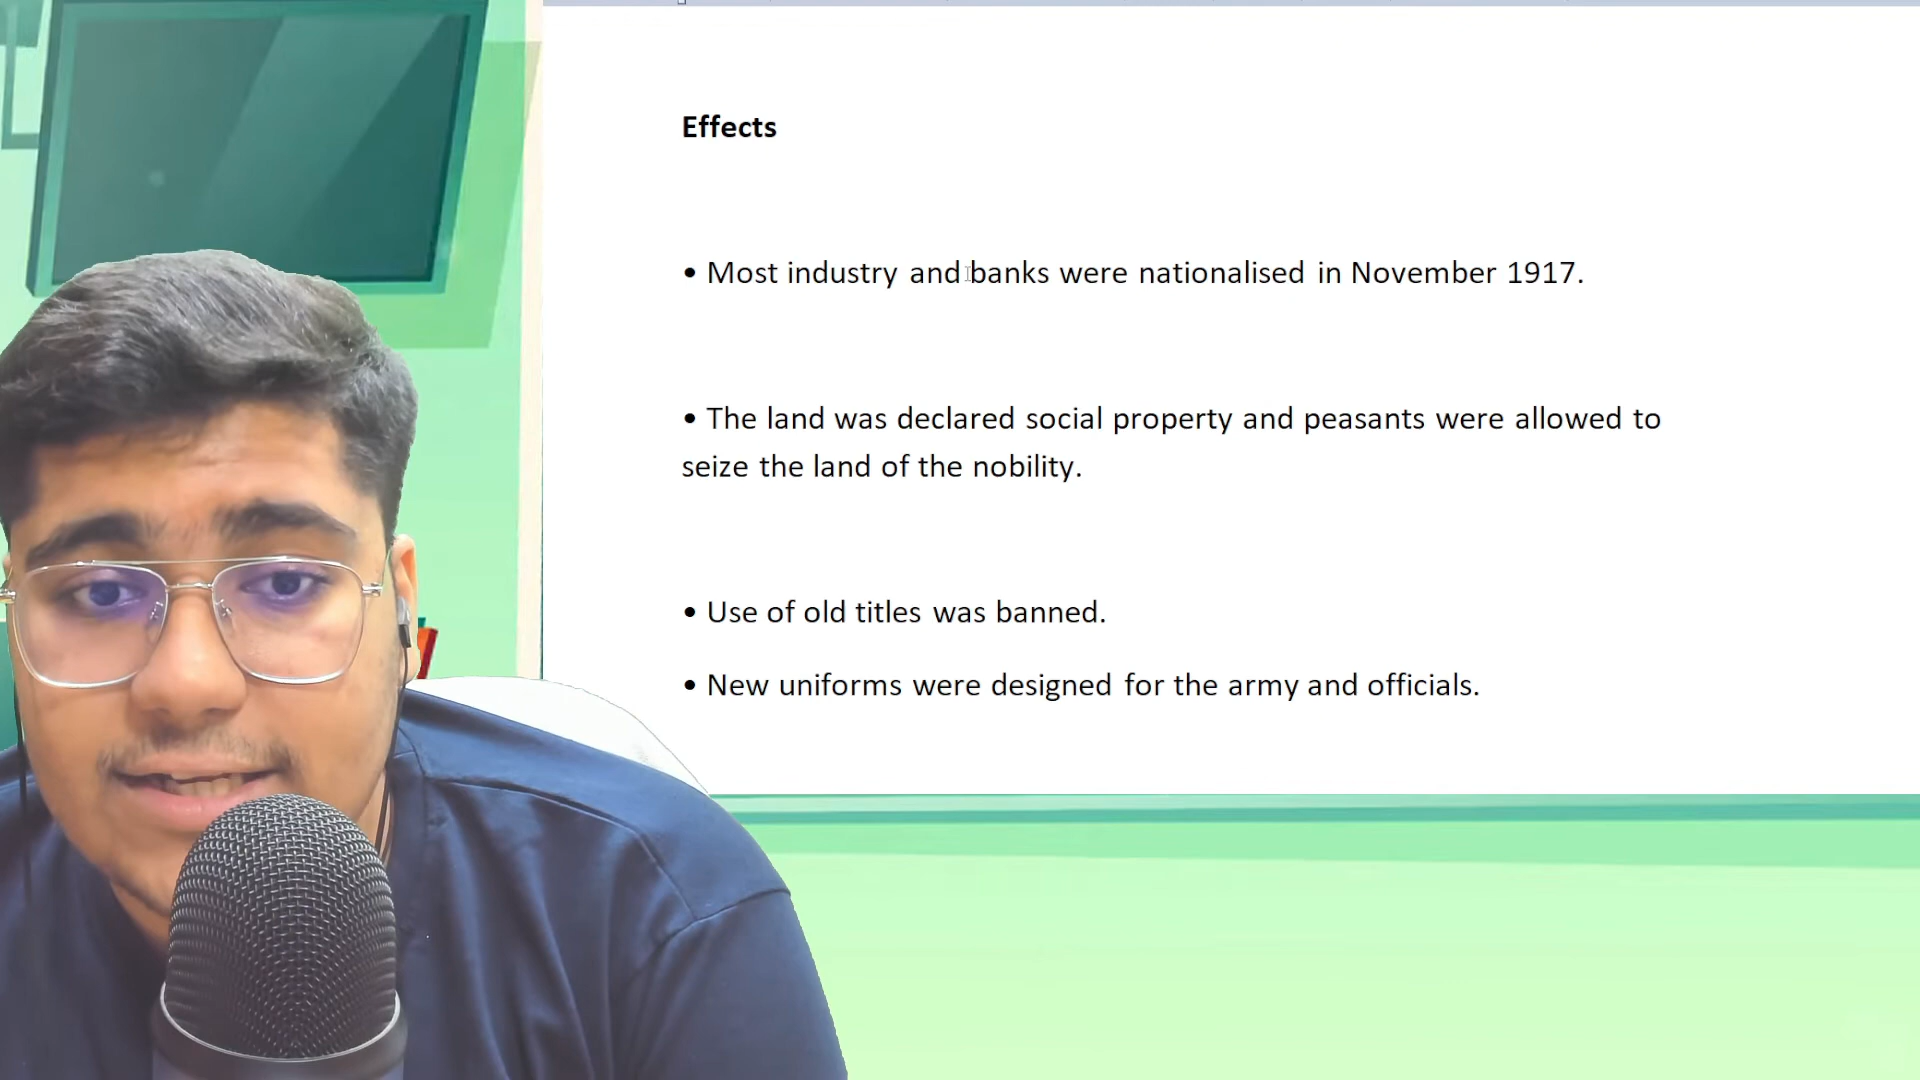 Effects
• Most industry and banks were nationalised in November 1917.
• The land was declared social property and peasants were allowed to
seize the land of the nobility.
• Use of old titles was banned.
• New uniforms were designed for the army and officials.